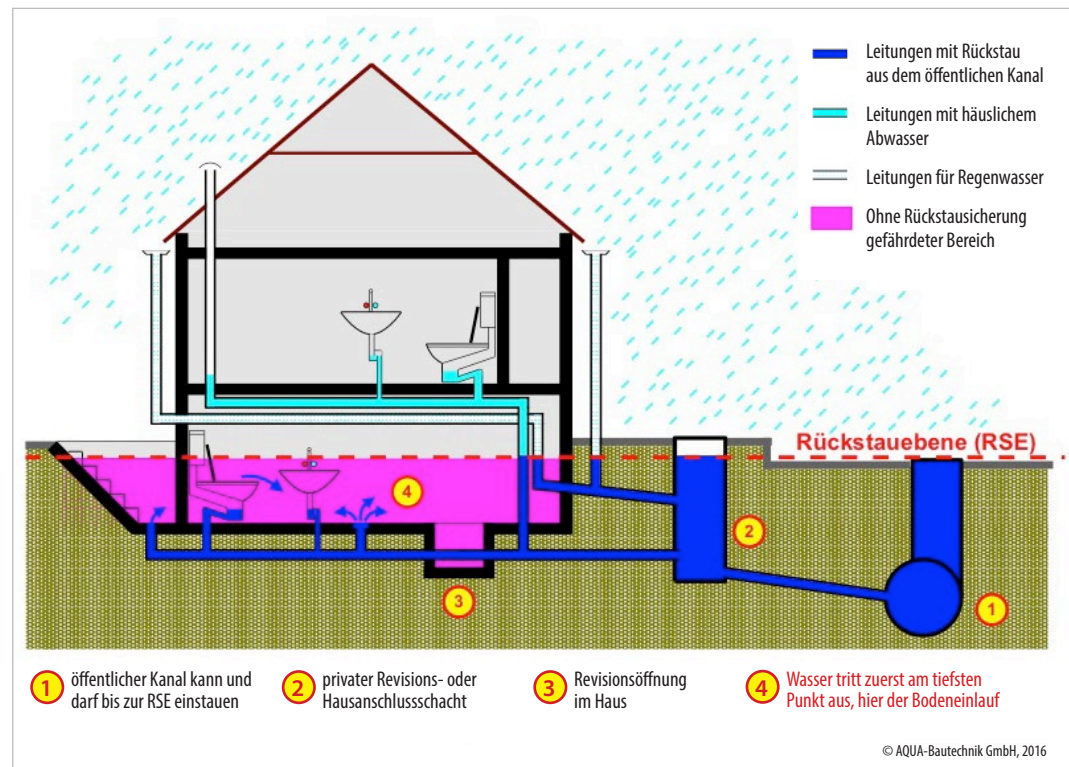 Leitungen mit Rückstau
aus dem öffentlichen Kanal
Leitungen mit häuslichem
Abwasser
Leitungen für Regenwasser
Ohne Rückstausicherung
gefährdeter Bereich
Rückstauebene (RSE)
4
2
3
1
1 öffentlicher Kanal kann und
darf bis zur RSE einstauen
2 privater Revisions- oder
Hausanschlussschacht
3 Revisionsöffnung
im Haus
4 Wasser tritt zuerst am tiefsten
Punkt aus, hier der Bodeneinlauf
© AQUA-Bautechnik GmbH, 2016